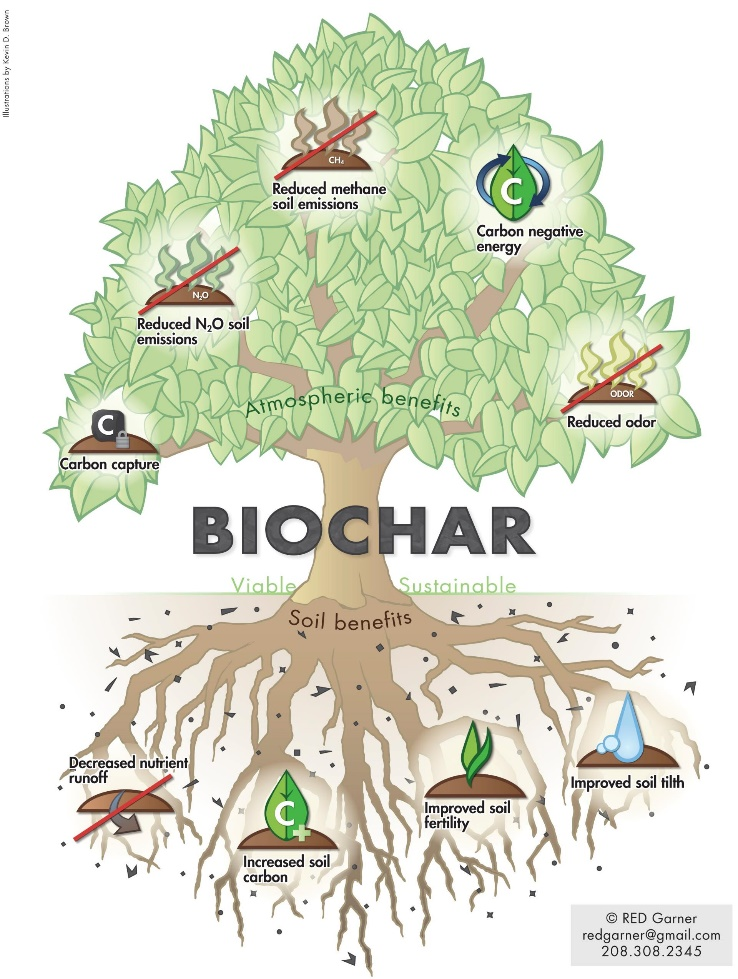 Illustrations by Kevin D. Brown
CH₄
Reduced methane
soil emissions
C
Carbon negative
energy
N₂O
Reduced N₂O soil
emissions
ODOR
Reduced odor
Atmospheric benefits
C
Carbon capture
BIOCHAR
Viable
Sustainable
Soil benefits
Decreased nutrient
runoff
C
Increased soil
carbon
Improved soil
fertility
Improved soil tilth
© RED Garner
redgarner@gmail.com
208.308.2345